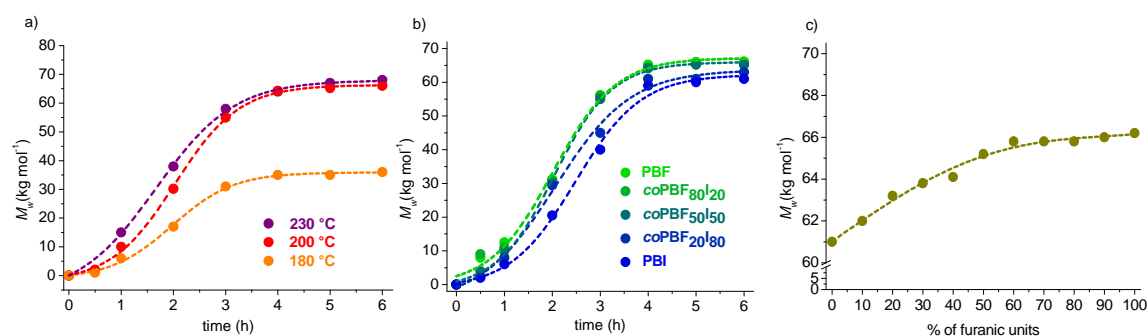 a)
M_w (kg mol⁻¹)
80
70
60
50
40
30
20
10
0
230 °C
200 °C
180 °C
0 1 2 3 4 5 6
time (h)
b)
M_w (kg mol⁻¹)
70
60
50
40
30
20
10
0
PBF
coPBF₈₀I₂₀
coPBF₅₀I₅₀
coPBF₂₀I₈₀
PBI
0 1 2 3 4 5 6
time (h)
c)
M_w (kg mol⁻¹)
70
68
66
64
62
60
5
0
0 10 20 30 40 50 60 70 80 90 100
% of furanic units